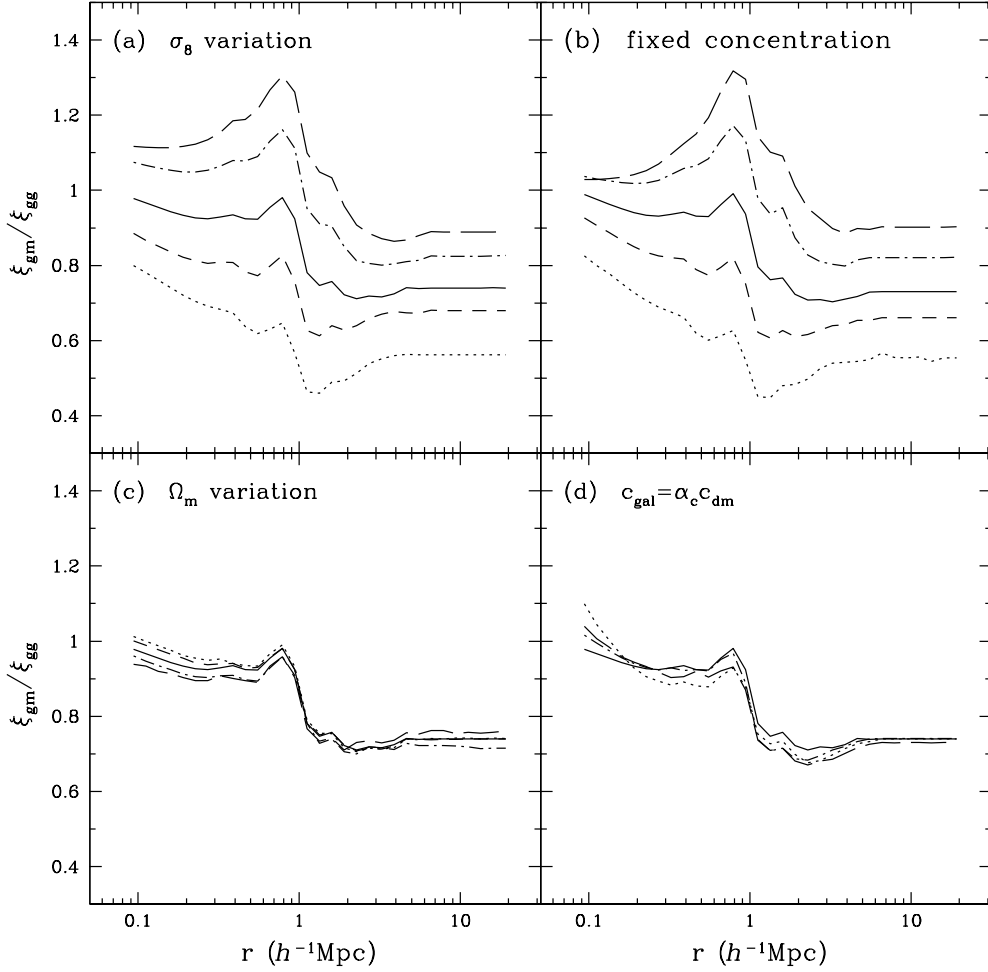 (a) σ₈ variation
(b) fixed concentration
1.4
1.2
1
0.8
0.6
0.4
ξgm/ξgg
(c) Ωm variation
(d) cgal=αccdm
1.4
1.2
1
0.8
0.6
0.4
ξgm/ξgg
0.1 1 10
0.1 1 10
r (h⁻¹Mpc)
r (h⁻¹Mpc)